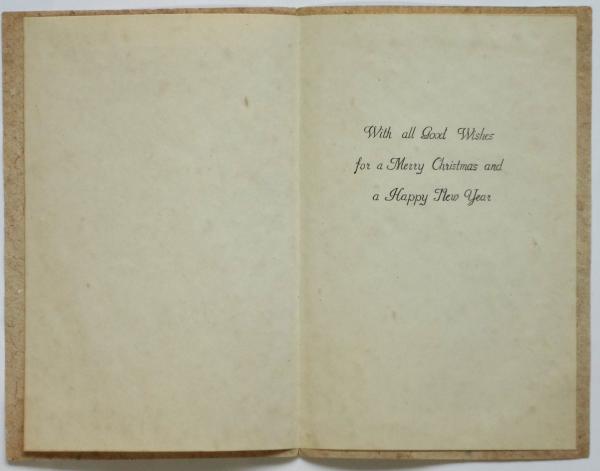 With all Good Wishes
for a Merry Christmas and
a Happy New Year